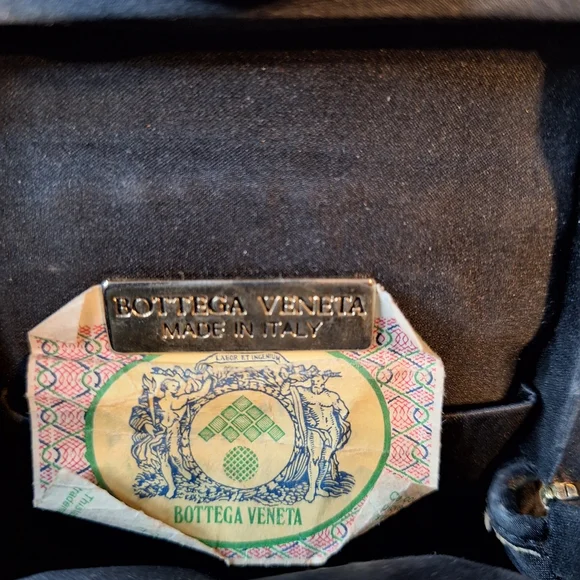 BOTTEGA VENETA
MADE IN ITALY
LABOR ET INGENIUM
BOTTEGA VENETA